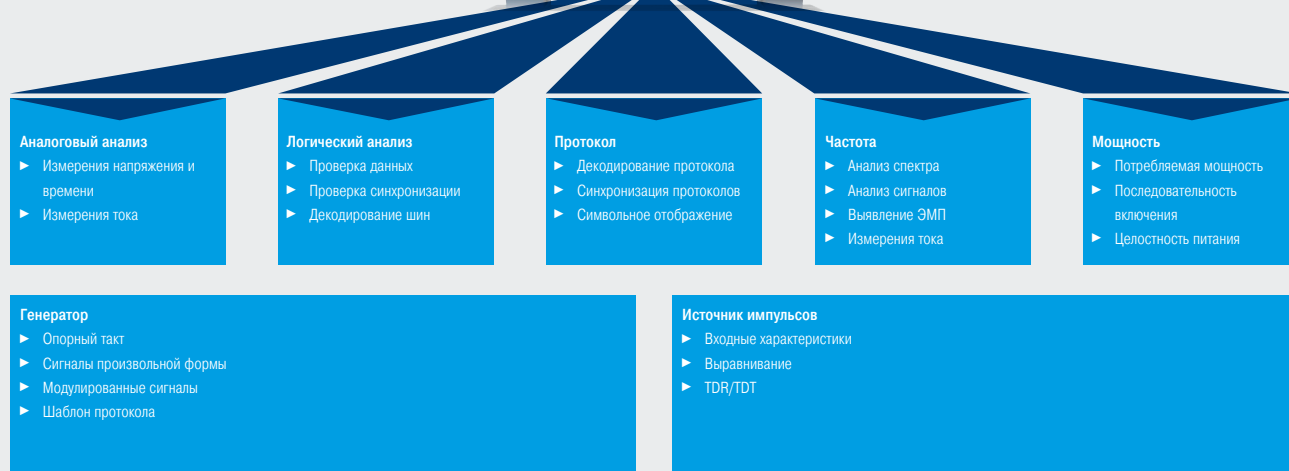 Аналоговый анализ
► Измерения напряжения и
времени
► Измерения тока
Логический анализ
► Проверка данных
► Проверка синхронизации
► Декодирование шин
Протокол
► Декодирование протокола
► Синхронизация протоколов
► Символьное отображение
Частота
► Анализ спектра
► Анализ сигналов
► Выявление ЭМП
► Измерения тока
Мощность
► Потребляемая мощность
► Последовательность
включения
► Целостность питания
Генератор
► Опорный такт
► Сигналы произвольной формы
► Модулированные сигналы
► Шаблон протокола
Источник импульсов
► Входные характеристики
► Выравнивание
► TDR/TDT